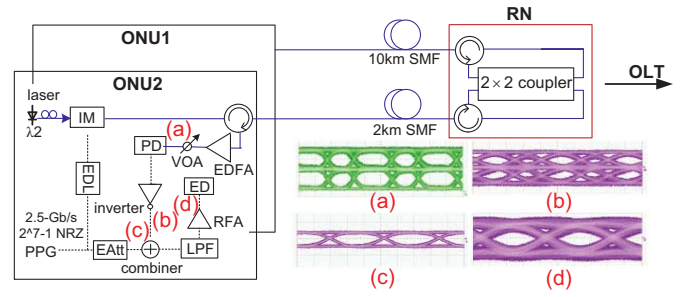 ONU1
RN
10km SMF
2 × 2 coupler
OLT
ONU2
laser
λ2
IM
(a)
2km SMF
PD
VOA
EDFA
EDL
inverter
(d)
ED
(b)
RFA
(c)
2.5-Gb/s
2^7-1 NRZ
PPG
EAtt
combiner
LPF
(a)
(b)
(c)
(d)